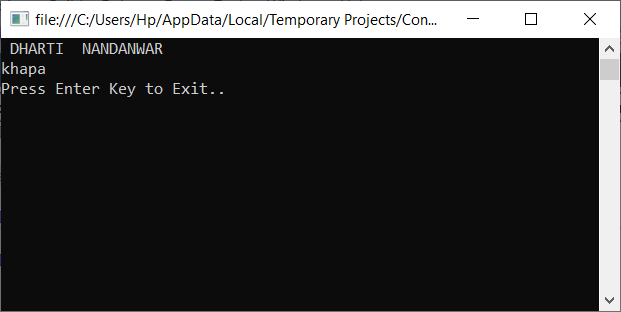 file:///C:/Users/Hp/AppData/Local/Temporary Projects/Con...
DHARTI  NANDANWAR
khapa
Press Enter Key to Exit..